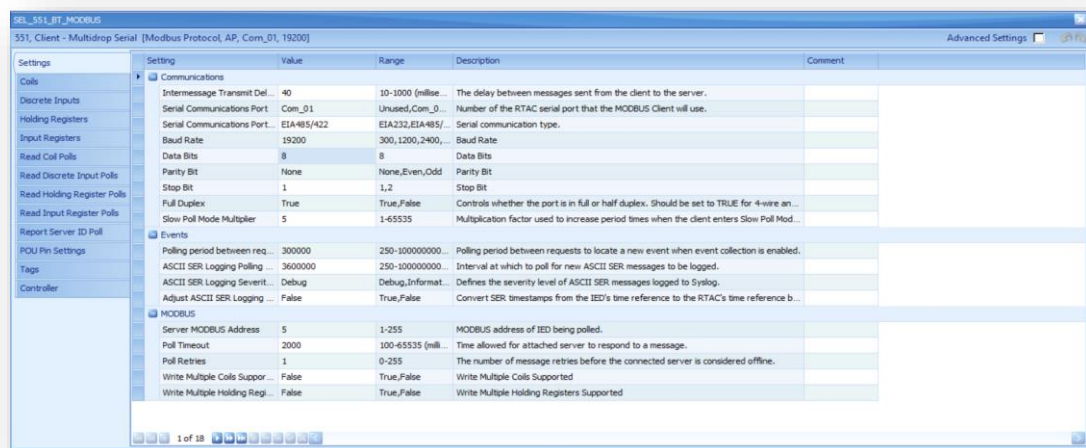 SEL_551_BT_MODBUS
551, Client - Multidrop Serial [Modbus Protocol, AP, Com_01, 19200] Advanced Settings
Settings
Coils
Discrete Inputs
Holding Registers
Input Registers
Read Coil Polls
Read Discrete Input Polls
Read Holding Register Polls
Read Input Register Polls
Report Server ID Poll
POU Pin Settings
Tags
Controller
Setting Value Range Description Comment
Communications
Intermessage Transmit Del... 40 10-1000 (millise... The delay between messages sent from the client to the server.
Serial Communications Port Com_01 Unused,Com_0... Number of the RTAC serial port that the MODBUS Client will use.
Serial Communications Port... EIA485/422 EIA232,EIA485/... Serial communication type.
Baud Rate 19200 300,1200,2400,... Baud Rate
Data Bits 8 8 Data Bits
Parity Bit None None,Even,Odd Parity Bit
Stop Bit 1 1,2 Stop Bit
Full Duplex True True,False Controls whether the port is in full or half duplex. Should be set to TRUE for 4-wire an...
Slow Poll Mode Multiplier 5 1-65535 Multiplication factor used to increase period times when the client enters Slow Poll Mod...
Events
Polling period between req... 300000 250-100000000... Polling period between requests to locate a new event when event collection is enabled.
ASCII SER Logging Polling ... 3600000 250-100000000... Interval at which to poll for new ASCII SER messages to be logged.
ASCII SER Logging Severit... Debug Debug,Informat... Defines the severity level of ASCII SER messages logged to Syslog.
Adjust ASCII SER Logging ... False True,False Convert SER timestamps from the IED's time reference to the RTAC's time reference b...
MODBUS
Server MODBUS Address 5 1-255 MODBUS address of IED being polled.
Poll Timeout 2000 100-65535 (milli... Time allowed for attached server to respond to a message.
Poll Retries 1 0-255 The number of message retries before the connected server is considered offline.
Write Multiple Coils Suppor... False True,False Write Multiple Coils Supported
Write Multiple Holding Regi... False True,False Write Multiple Holding Registers Supported
1 of 18